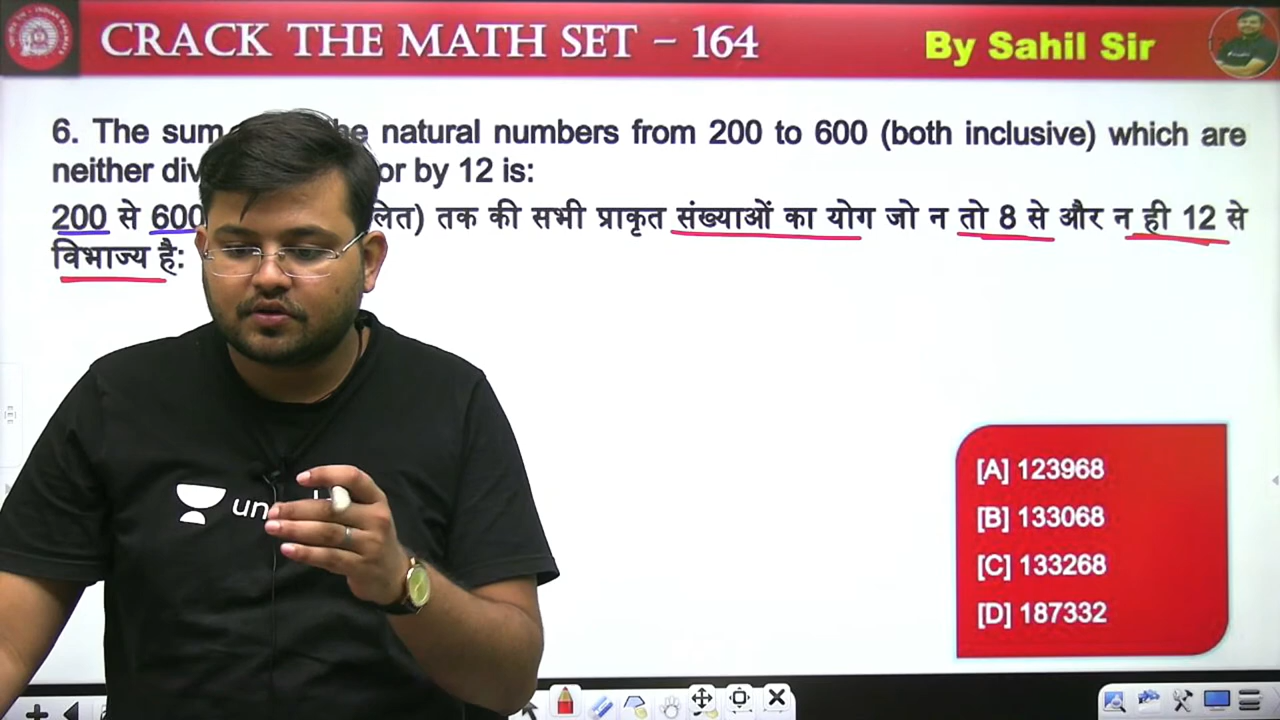 CRACK THE MATH SET – 164
By Sahil Sir
6. The sum he natural numbers from 200 to 600 (both inclusive) which are
neither div or by 12 is:
200 से 600 लित) तक की सभी प्राकृत संख्याओं का योग जो न तो 8 से और न ही 12 से
विभाज्य है:
un
[A] 123968
[B] 133068
[C] 133268
[D] 187332